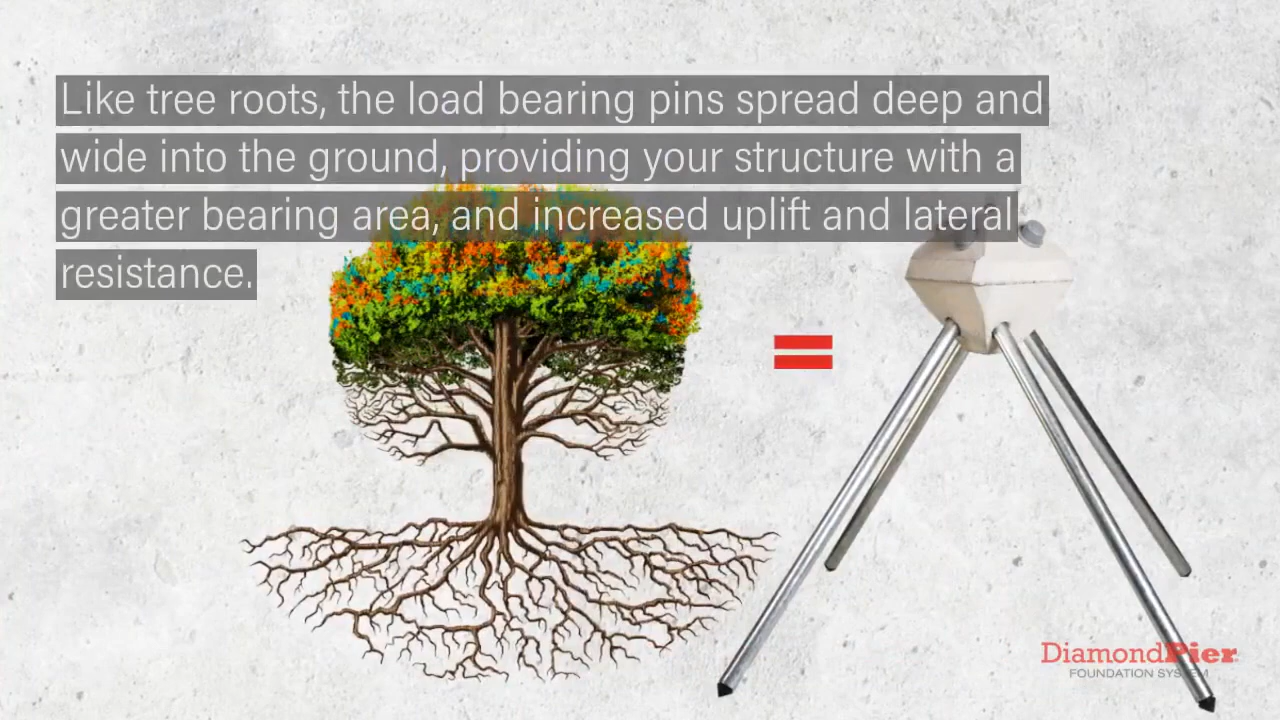 Like tree roots, the load bearing pins spread deep and
wide into the ground, providing your structure with a
greater bearing area, and increased uplift and lateral
resistance.
=
DiamondPier
FOUNDATION SYSTEM